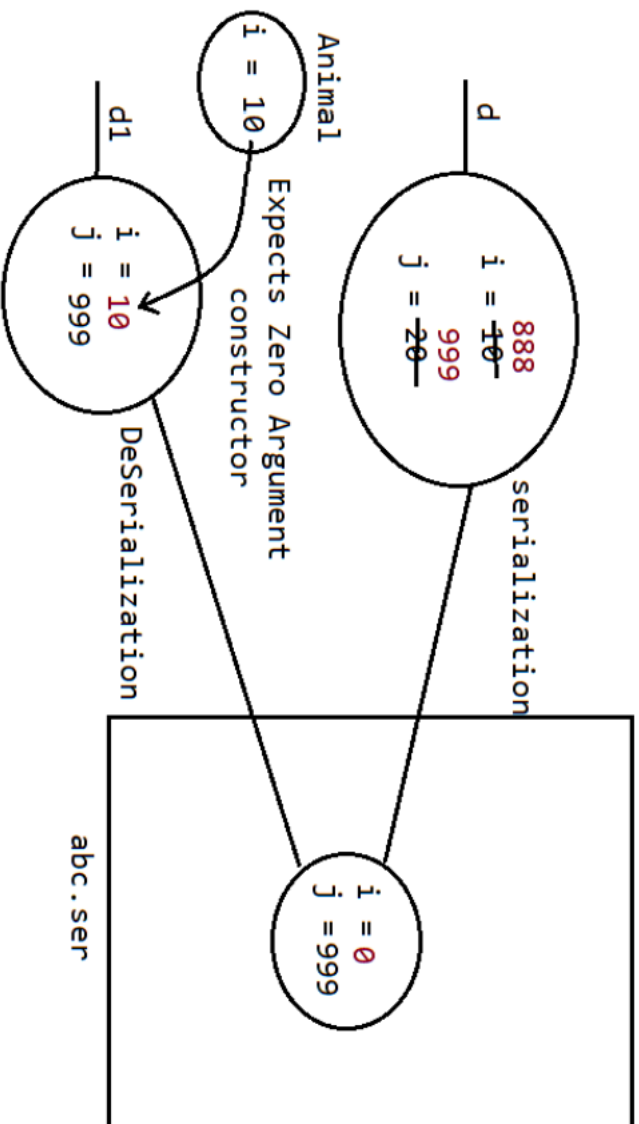 d
888
i = 10
999
j = 20
serialization
Animal
i = 10
Expects Zero Argument
constructor
d1
i = 10
j = 999
DeSerialization
i = 0
j =999
abc.ser